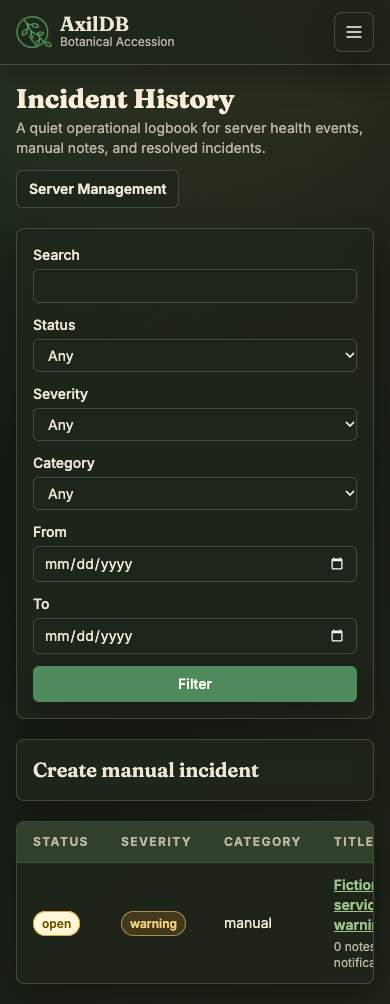 AxilDB
Botanical Accession
Incident History
A quiet operational logbook for server health events,
manual notes, and resolved incidents.
Server Management
Search
Status
Any
Severity
Any
Category
Any
From
mm/dd/yyyy
To
mm/dd/yyyy
Filter
Create manual incident
STATUS SEVERITY CATEGORY TITLE
open warning manual
0 notes